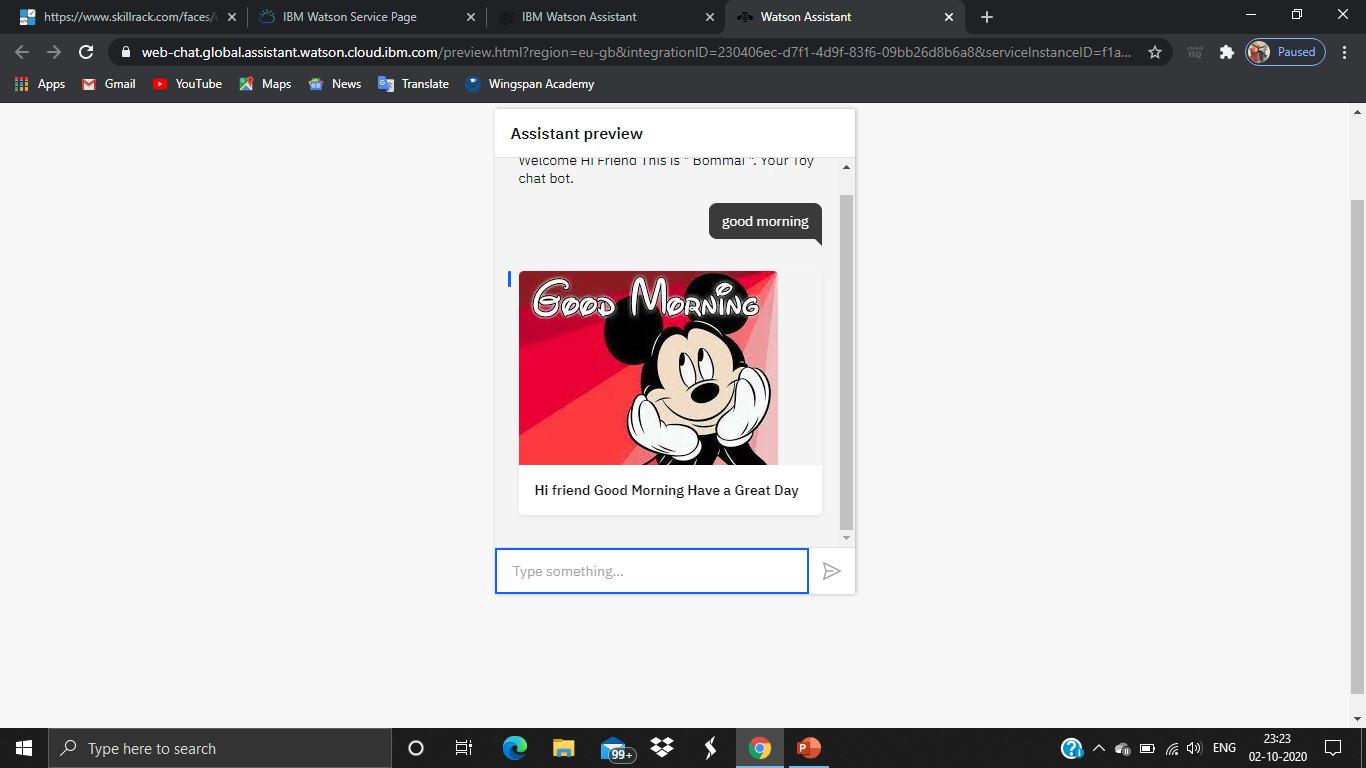 https://www.skillrack.com/faces/
IBM Watson Service Page
IBM Watson Assistant
Watson Assistant
web-chat.global.assistant.watson.cloud.ibm.com/preview.html?region=eu-gb&integrationID=230406ec-d7f1-4d9f-83f6-09bb26d8b6a8&serviceInstanceID=f1a...
cloud HQ
Paused
Apps
Gmail
YouTube
Maps
News
Translate
Wingspan Academy
Assistant preview
Welcome Hi Friend This is " Bommai ". Your Toy
chat bot.
good morning
GOOD MORNING
Hi friend Good Morning Have a Great Day
Type something...
Type here to search
99+
ENG
23:23
02-10-2020